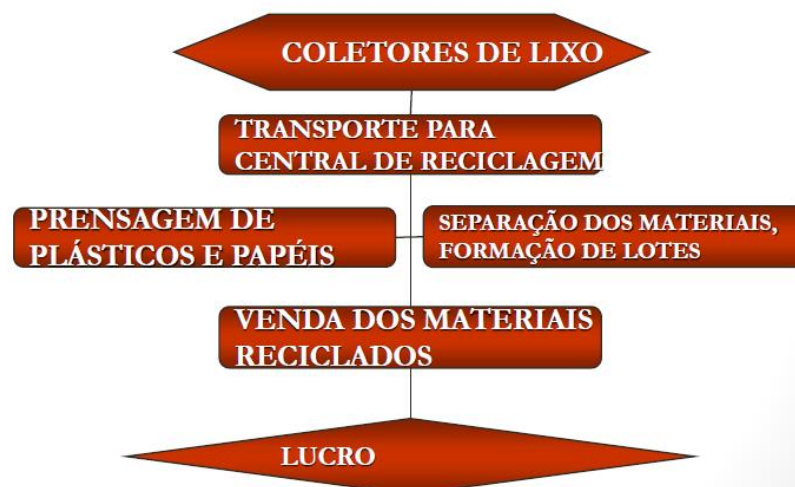 COLETORES DE LIXO
TRANSPORTE PARA
CENTRAL DE RECICLAGEM
PRENSAGEM DE
PLÁSTICOS E PAPÉIS
SEPARAÇÃO DOS MATERIAIS,
FORMAÇÃO DE LOTES
VENDA DOS MATERIAIS
RECICLADOS
LUCRO